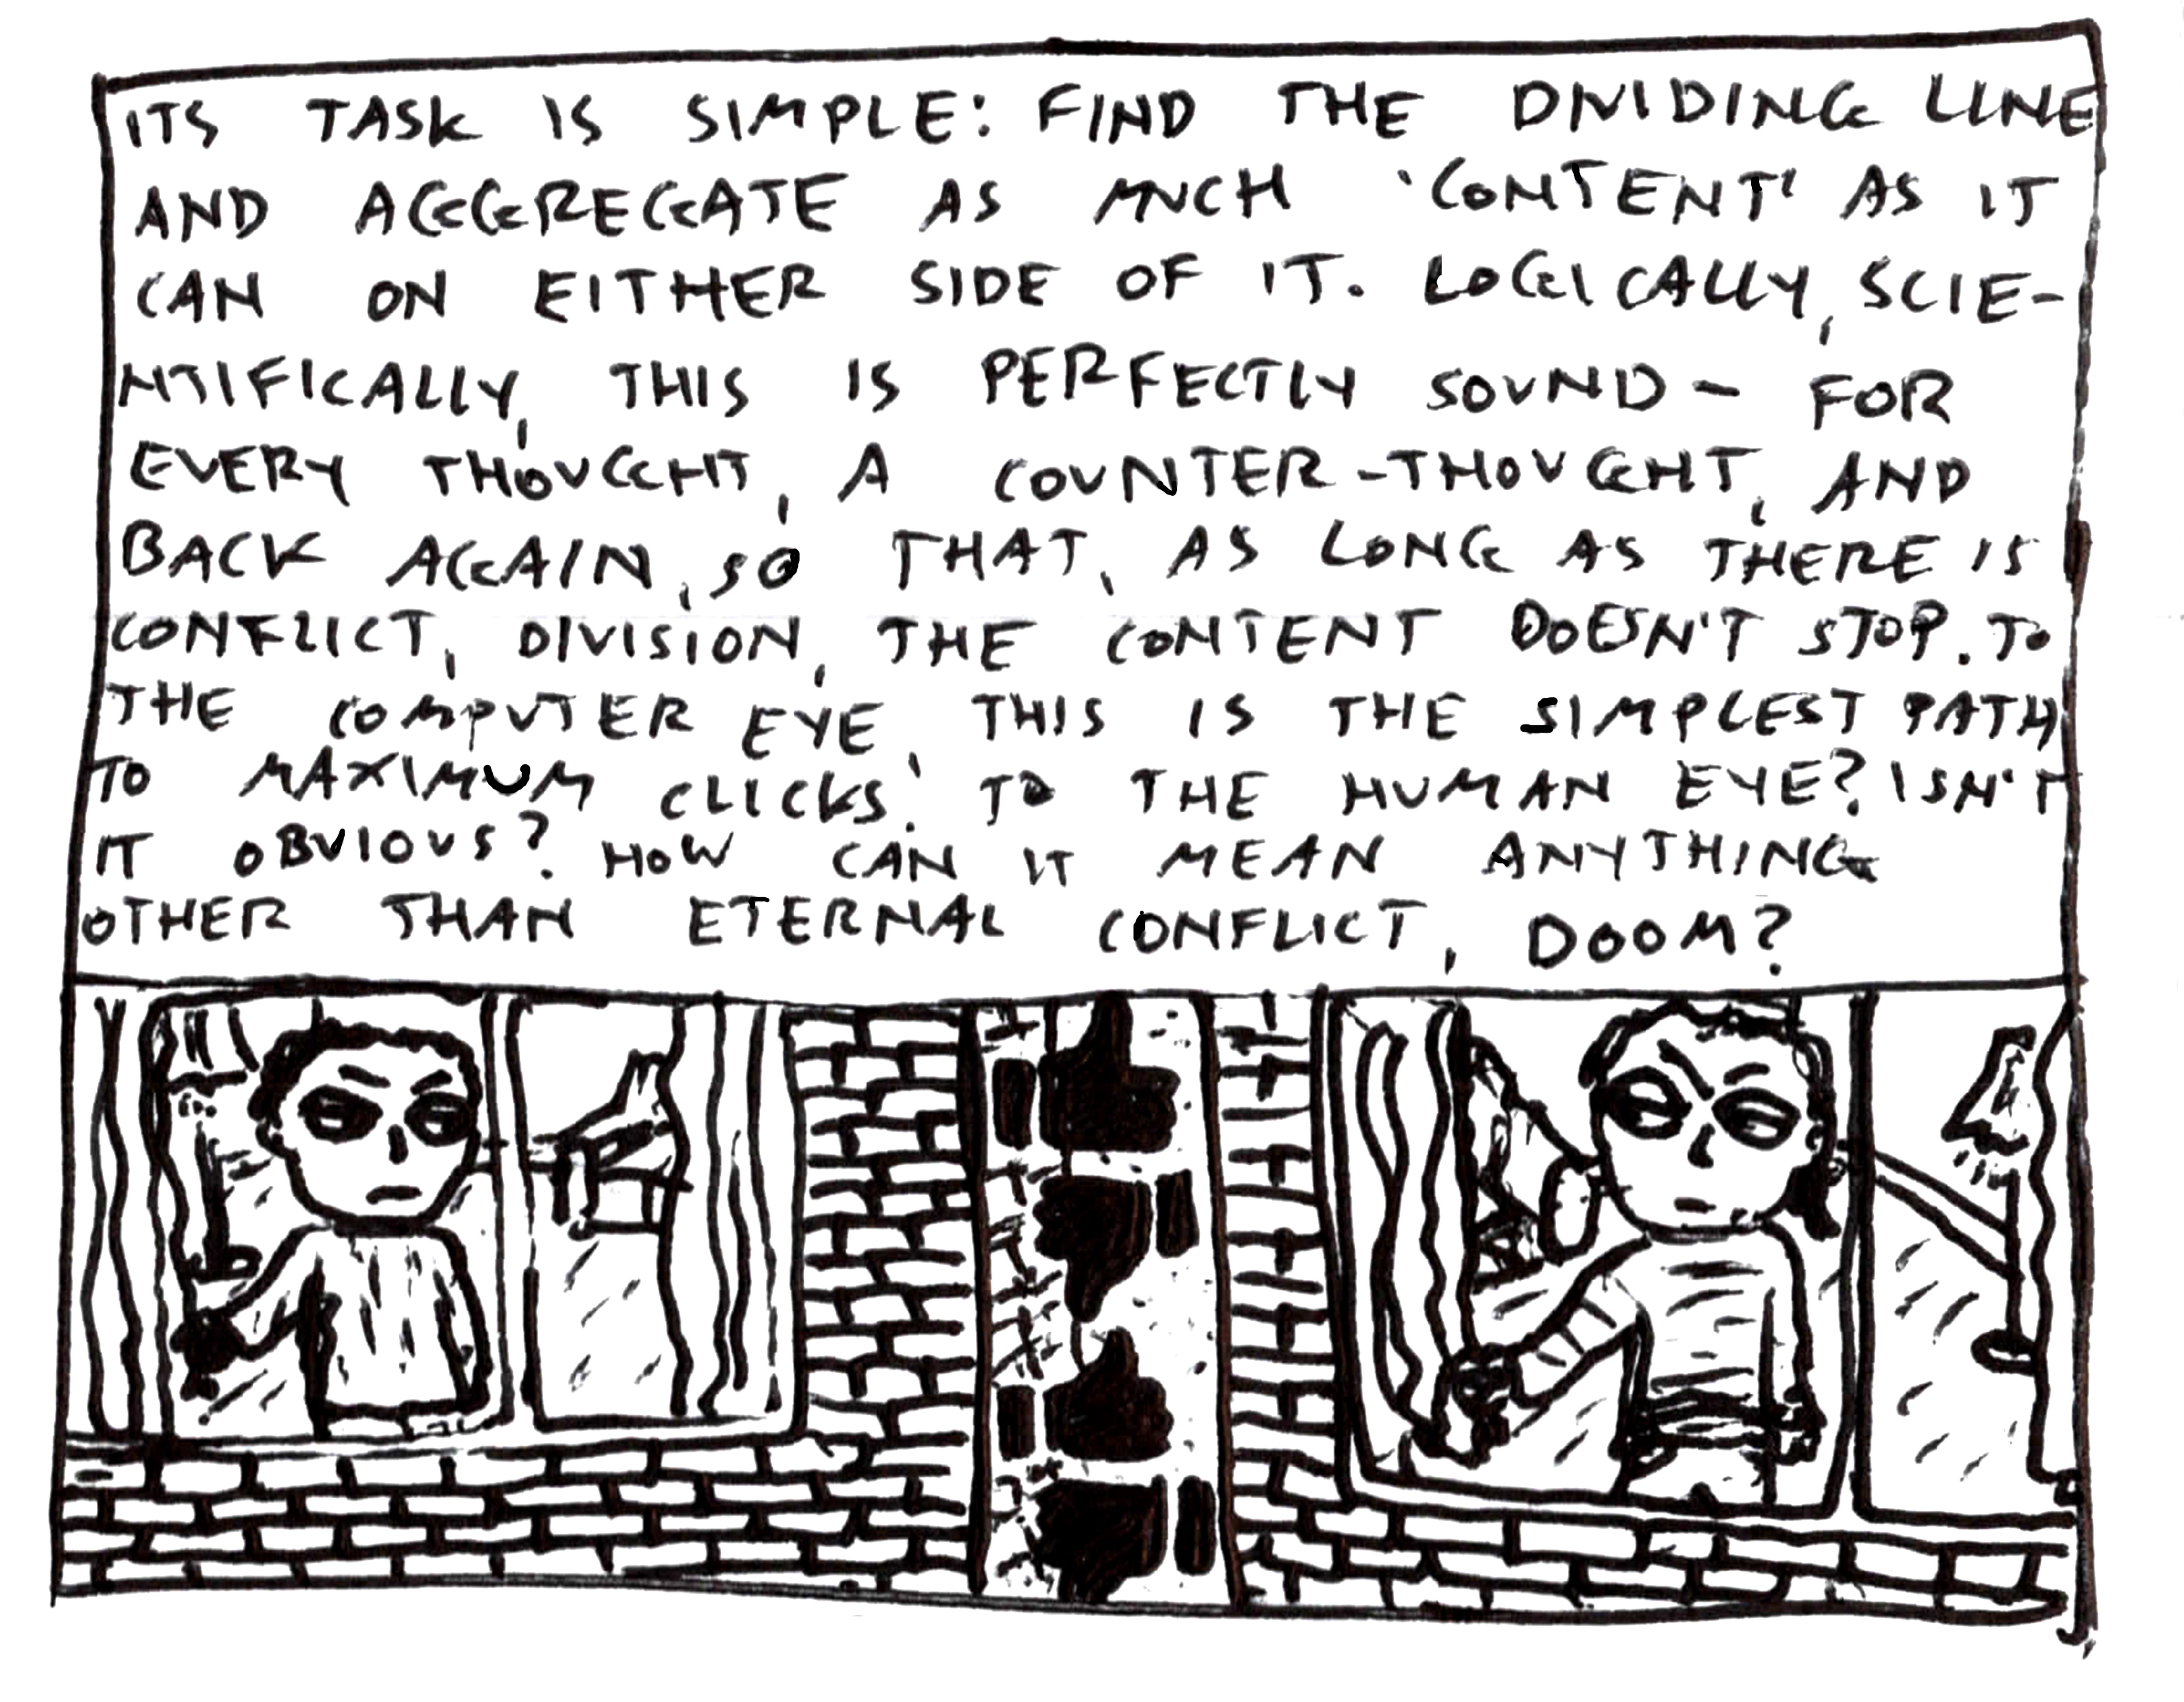 ITS TASK IS SIMPLE: FIND THE DIVIDING LINE
AND AGGREGATE AS MUCH 'CONTENT' AS IT
CAN ON EITHER SIDE OF IT. LOGICALLY, SCIE-
NTIFICALLY, THIS IS PERFECTLY SOUND - FOR
EVERY THOUGHT, A COUNTER-THOUGHT, AND
BACK AGAIN, SO THAT, AS LONG AS THERE IS
CONFLICT, DIVISION, THE CONTENT DOESN'T STOP. TO
THE COMPUTER EYE, THIS IS THE SIMPLEST PATH
TO MAXIMUM CLICKS. TO THE HUMAN EYE? ISN'T
IT OBVIOUS? HOW CAN IT MEAN ANYTHING
OTHER THAN ETERNAL CONFLICT, DOOM?